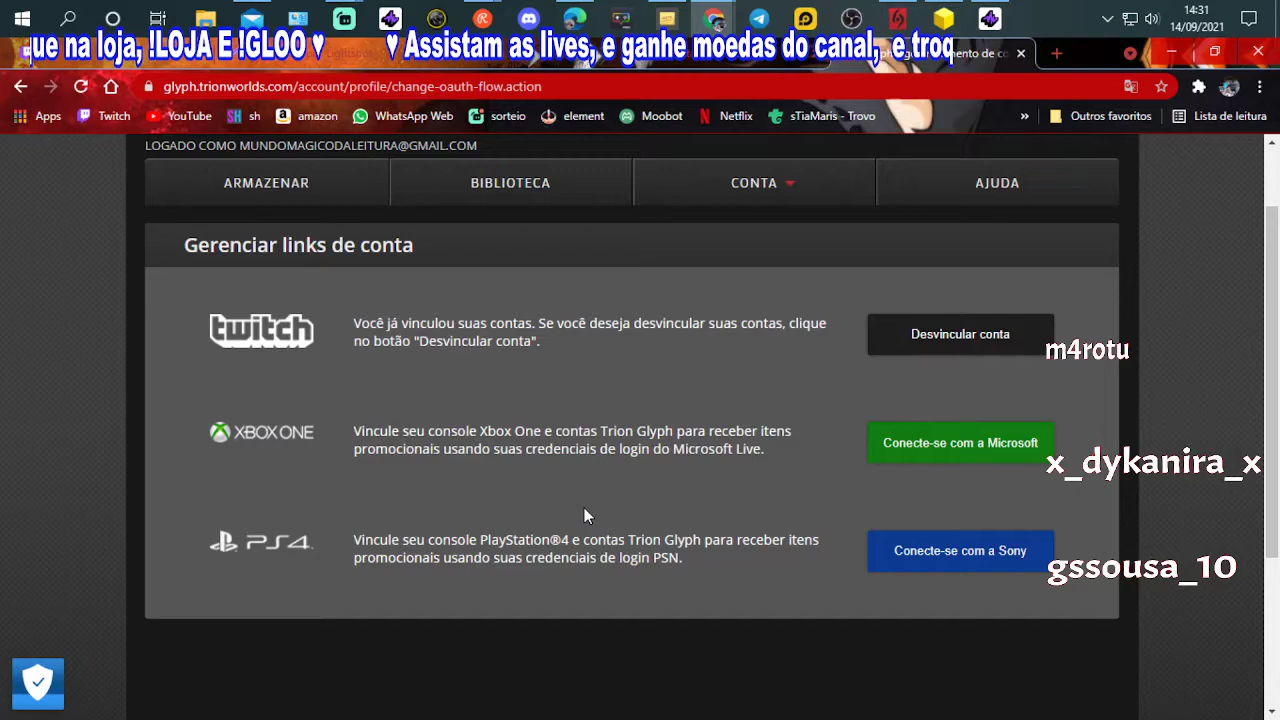 14:31
14/09/2021
ue na loja, !LOJA E !GLOO ♥ ♥ Assistam as lives, e ganhe moedas do canal, e troq
glyph.trionworlds.com/account/profile/change-oauth-flow.action
Apps Twitch YouTube sh amazon WhatsApp Web sorteio element Moobot Netflix sTiaMaris - Trovo » Outros favoritos Lista de leitura
LOGADO COMO MUNDOMAGICODALEITURA@GMAIL.COM
ARMAZENAR BIBLIOTECA CONTA AJUDA
Gerenciar links de conta
twitch
Você já vinculou suas contas. Se você deseja desvincular suas contas, clique
no botão "Desvincular conta".
Desvincular conta
m4rotu
XBOX ONE
Vincule seu console Xbox One e contas Trion Glyph para receber itens
promocionais usando suas credenciais de login do Microsoft Live.
Conecte-se com a Microsoft
x_dykanira_x
PS4
Vincule seu console PlayStation®4 e contas Trion Glyph para receber itens
promocionais usando suas credenciais de login PSN.
Conecte-se com a Sony
gssousa_10